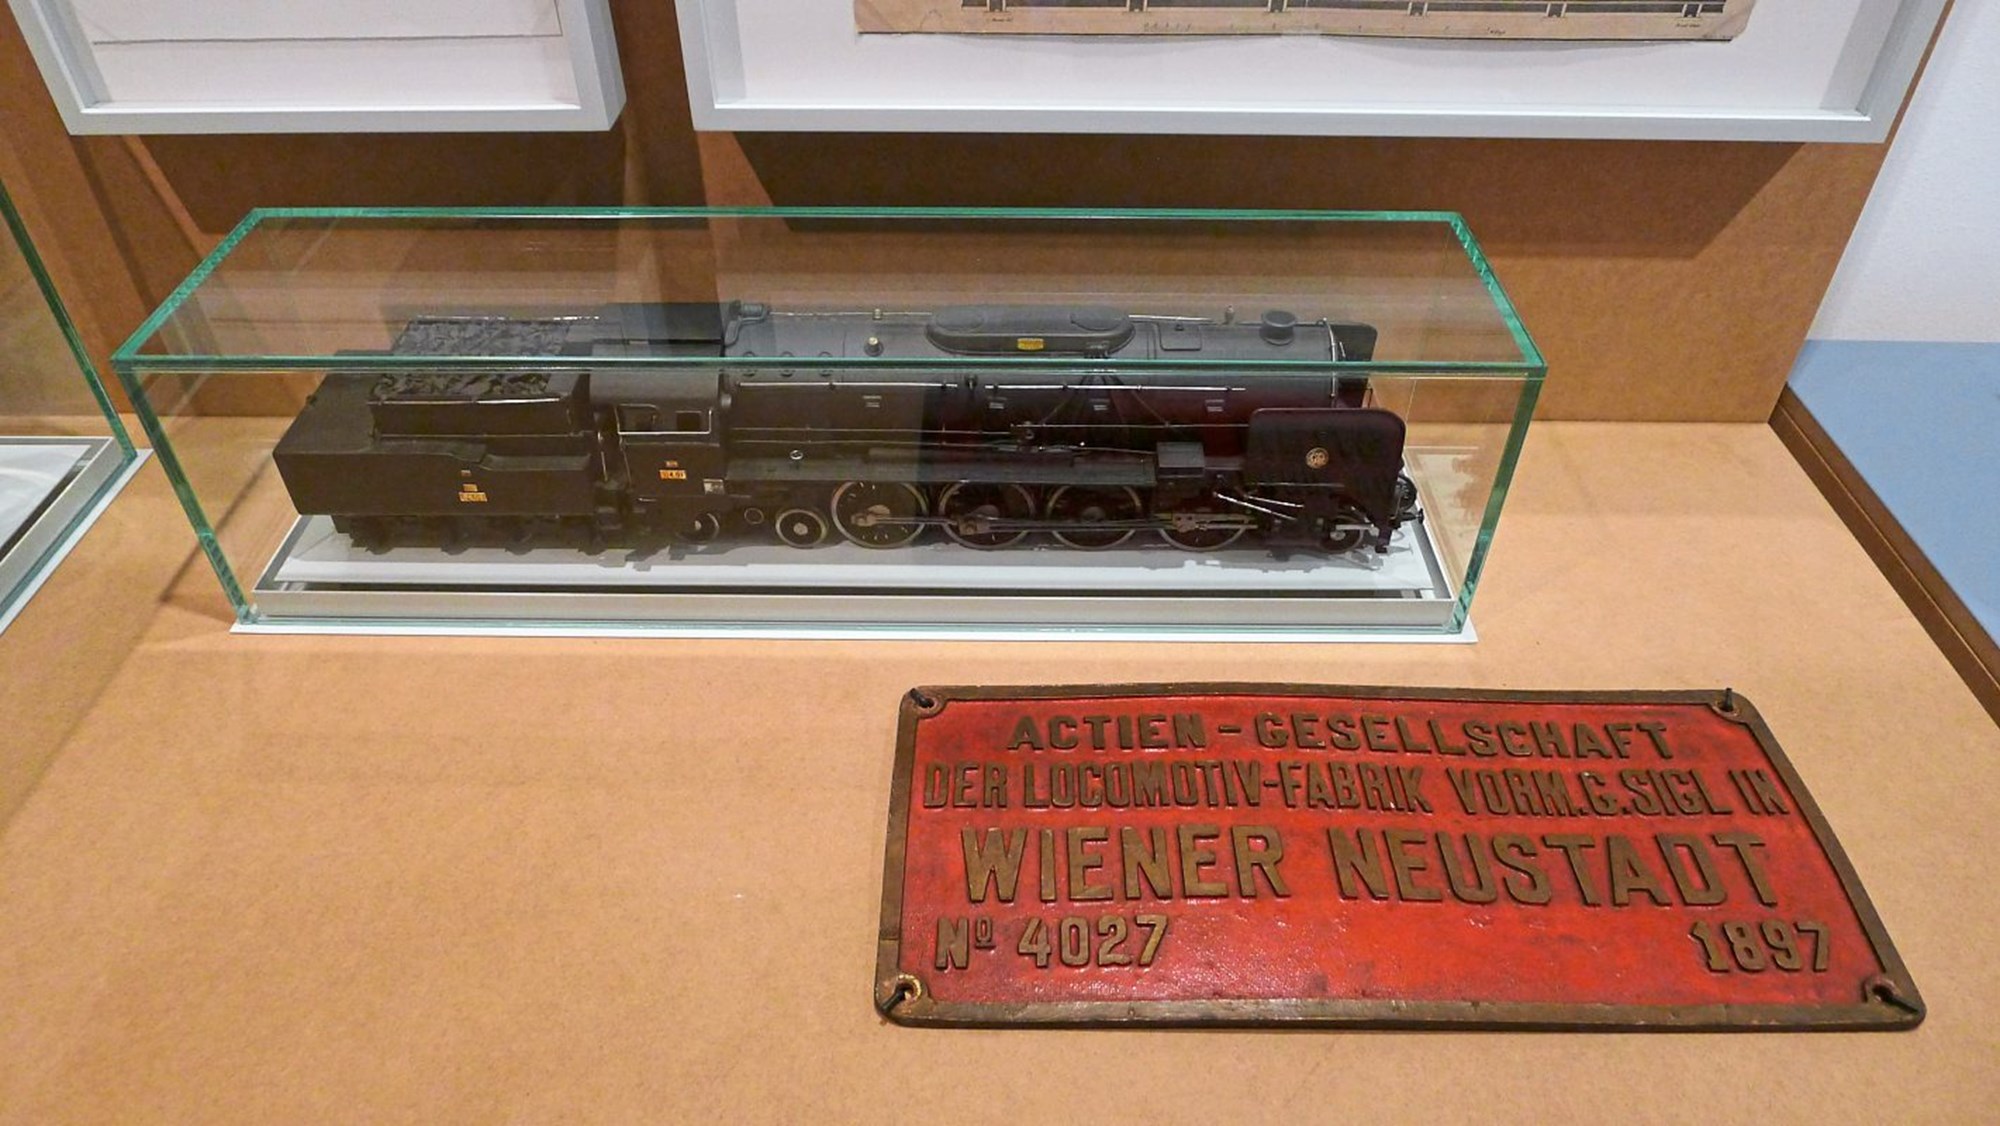 ACTIEN-GESELLSCHAFT
DER LOCOMOTIV-FABRIK VORM. G. SIGL IN
WIENER NEUSTADT
Nº 4027 1897